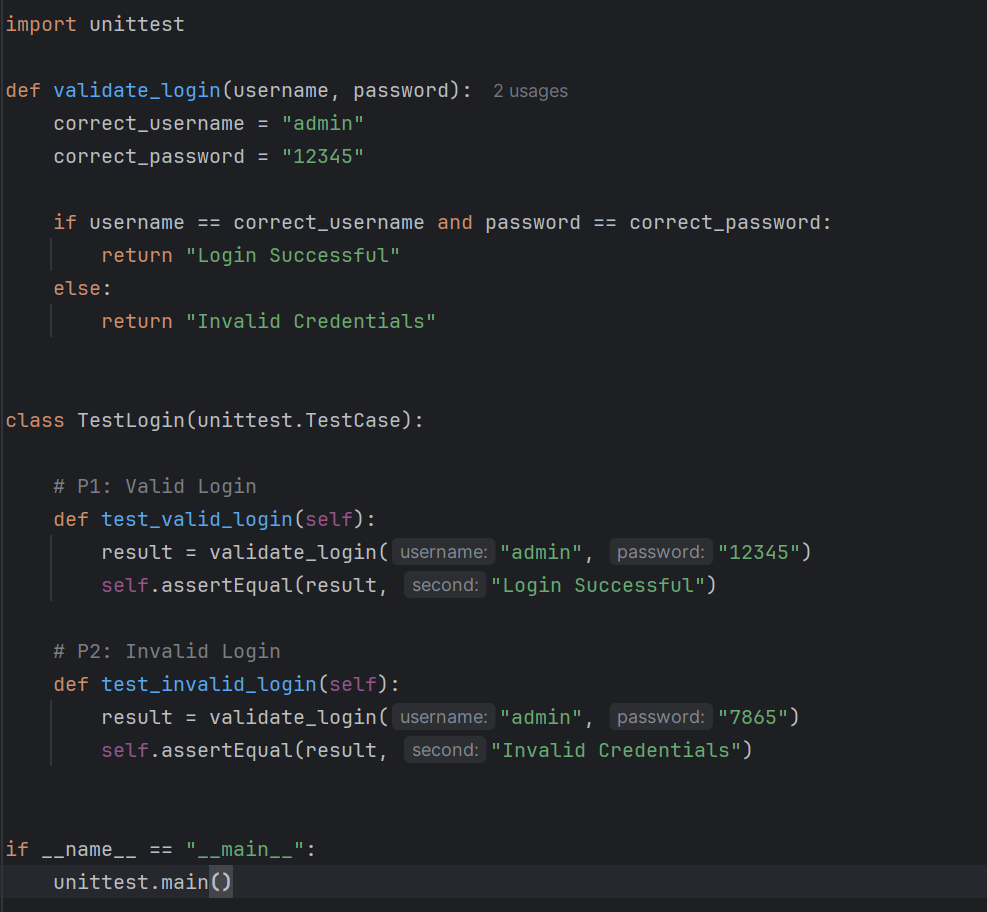 import unittest
def validate_login(username, password): 2 usages
    correct_username = "admin"
    correct_password = "12345"
    if username == correct_username and password == correct_password:
        return "Login Successful"
    else:
        return "Invalid Credentials"
class TestLogin(unittest.TestCase):
    # P1: Valid Login
    def test_valid_login(self):
        result = validate_login( username: "admin", password: "12345")
        self.assertEqual(result, second: "Login Successful")
    # P2: Invalid Login
    def test_invalid_login(self):
        result = validate_login( username: "admin", password: "7865")
        self.assertEqual(result, second: "Invalid Credentials")
if __name__ == "__main__":
    unittest.main()